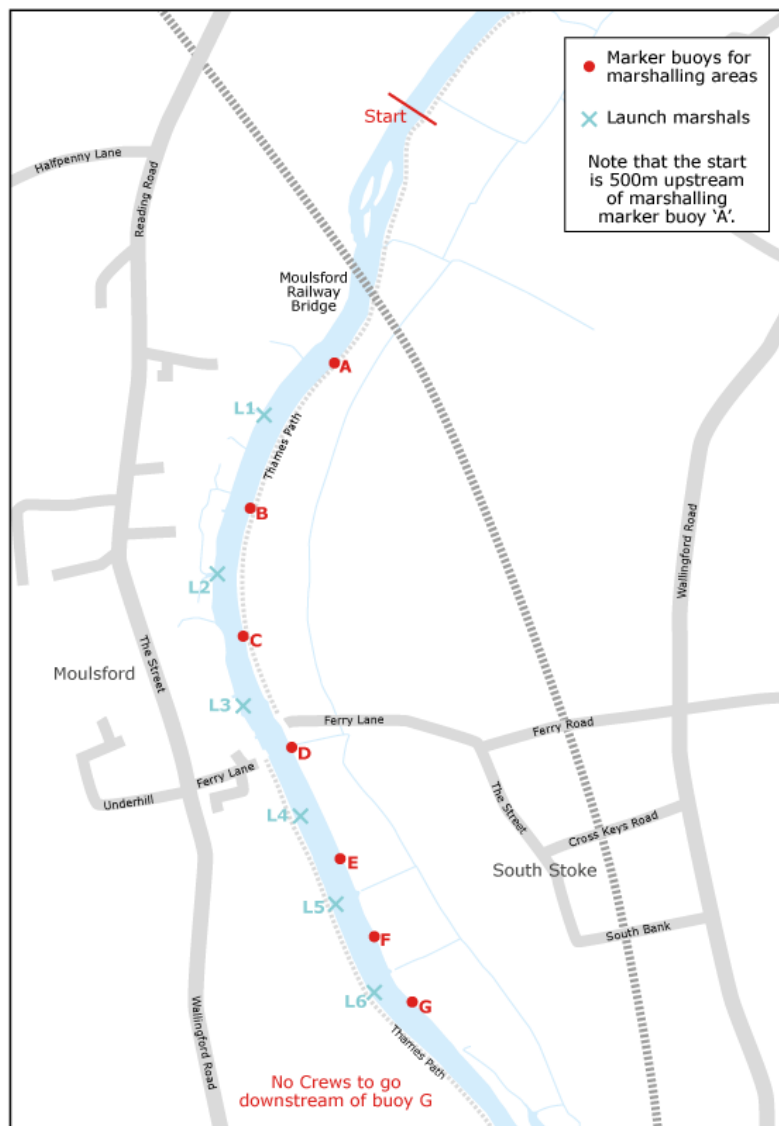 Marker buoys for
marshalling areas
Launch marshals
Note that the start
is 500m upstream
of marshalling
marker buoy ‘A’.
Start
Halfpenny Lane
Reading Road
Moulsford
Railway
Bridge
A
L1
Thames Path
B
L2
C
Wallingford Road
The Street
Moulsford
L3
Ferry Lane
Ferry Road
D
Ferry Lane
Underhill
The Street
L4
Cross Keys Road
E
South Stoke
L5
F
South Bank
L6
G
Wallingford Road
Thames Path
No Crews to go
downstream of buoy G